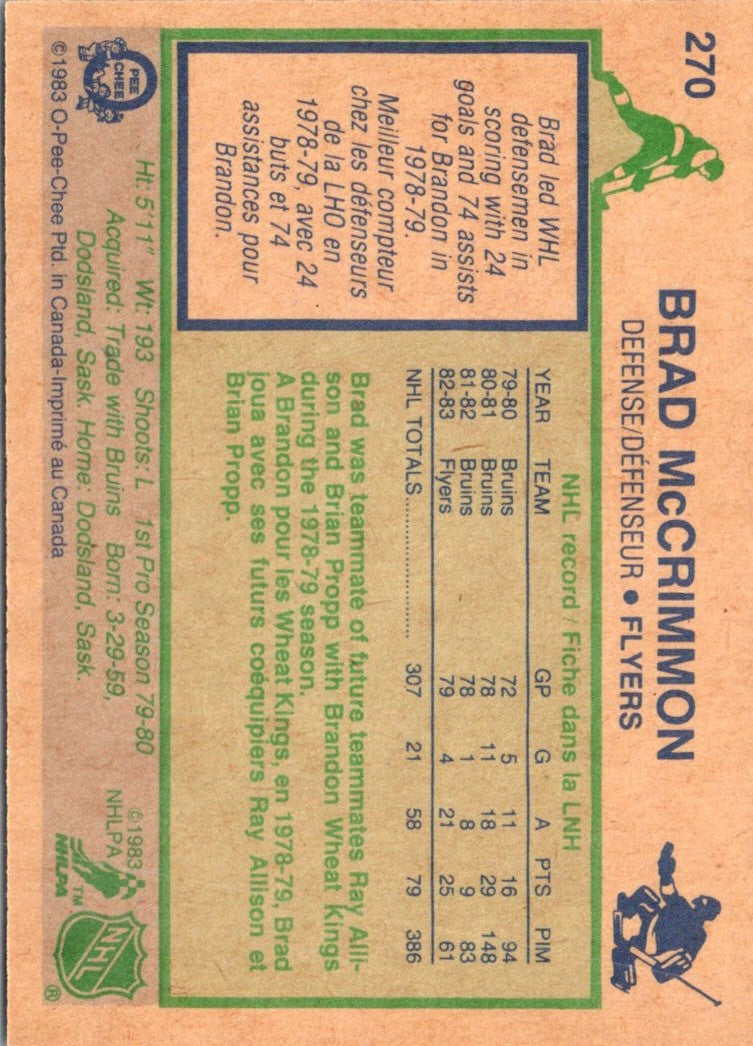 270
BRAD McCRIMMON
DEFENSE/DÉFENSEUR • FLYERS
Brad led WHL
defensemen in
scoring with 24
goals and 74 assists
for Brandon in
1978-79.
Meilleur compteur
chez les défenseurs
de la LHO en
1978-79, avec 24
buts et 74
assistances pour
Brandon.
NHL record / Fiche dans la LNH
YEAR TEAM GP G A PTS PIM
79-80 Bruins 72 5 11 16 94
80-81 Bruins 78 11 18 29 148
81-82 Bruins 78 1 8 9 83
82-83 Flyers 79 4 21 25 61
NHL TOTALS.................... 307 21 58 79 386
Brad was teammate of future teammates Ray Alli-
son and Brian Propp with Brandon Wheat Kings
during the 1978-79 season.
A Brandon pour les Wheat Kings, en 1978-79, Brad
joua avec ses futurs coéquipiers Ray Allison et
Brian Propp.
O PEE CHEE
Ht: 5'11" Wt: 193 Shoots: L 1st Pro Season 79-80
Acquired: Trade with Bruins Born: 3-29-59,
Dodsland, Sask. Home: Dodsland, Sask.
©1983 O-Pee-Chee Ptd. in Canada-Imprimé au Canada
©1983
NHLPA
NHLPA™
NHL®